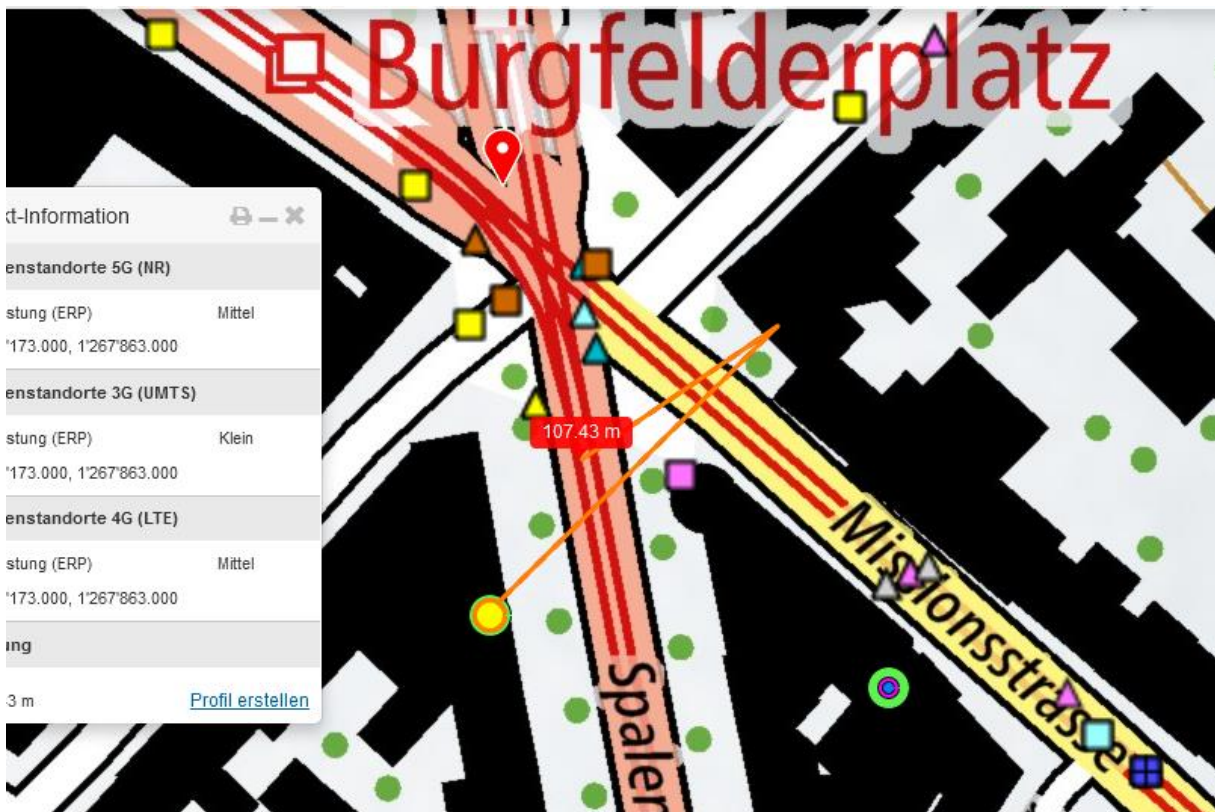 Burgfelderplatz
kt-Information
enstandorte 5G (NR)
stung (ERP) Mittel
'173.000, 1'267'863.000
enstandorte 3G (UMTS)
stung (ERP) Klein
'173.000, 1'267'863.000
enstandorte 4G (LTE)
stung (ERP) Mittel
'173.000, 1'267'863.000
ung
3 m Profil erstellen
107.43 m
Missionsstrasse
Spalen